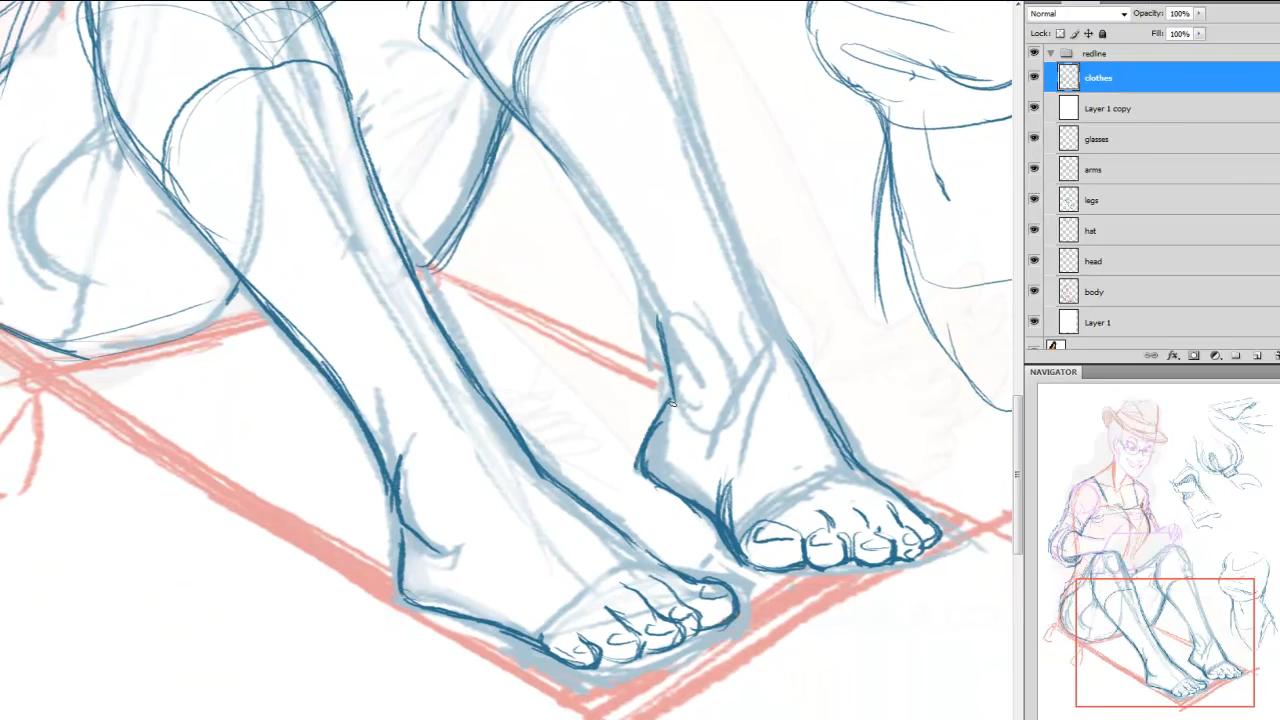 Normal Opacity: 100%
Lock: Fill: 100%
redline
clothes
Layer 1 copy
glasses
arms
legs
hat
head
body
Layer 1
fx
NAVIGATOR